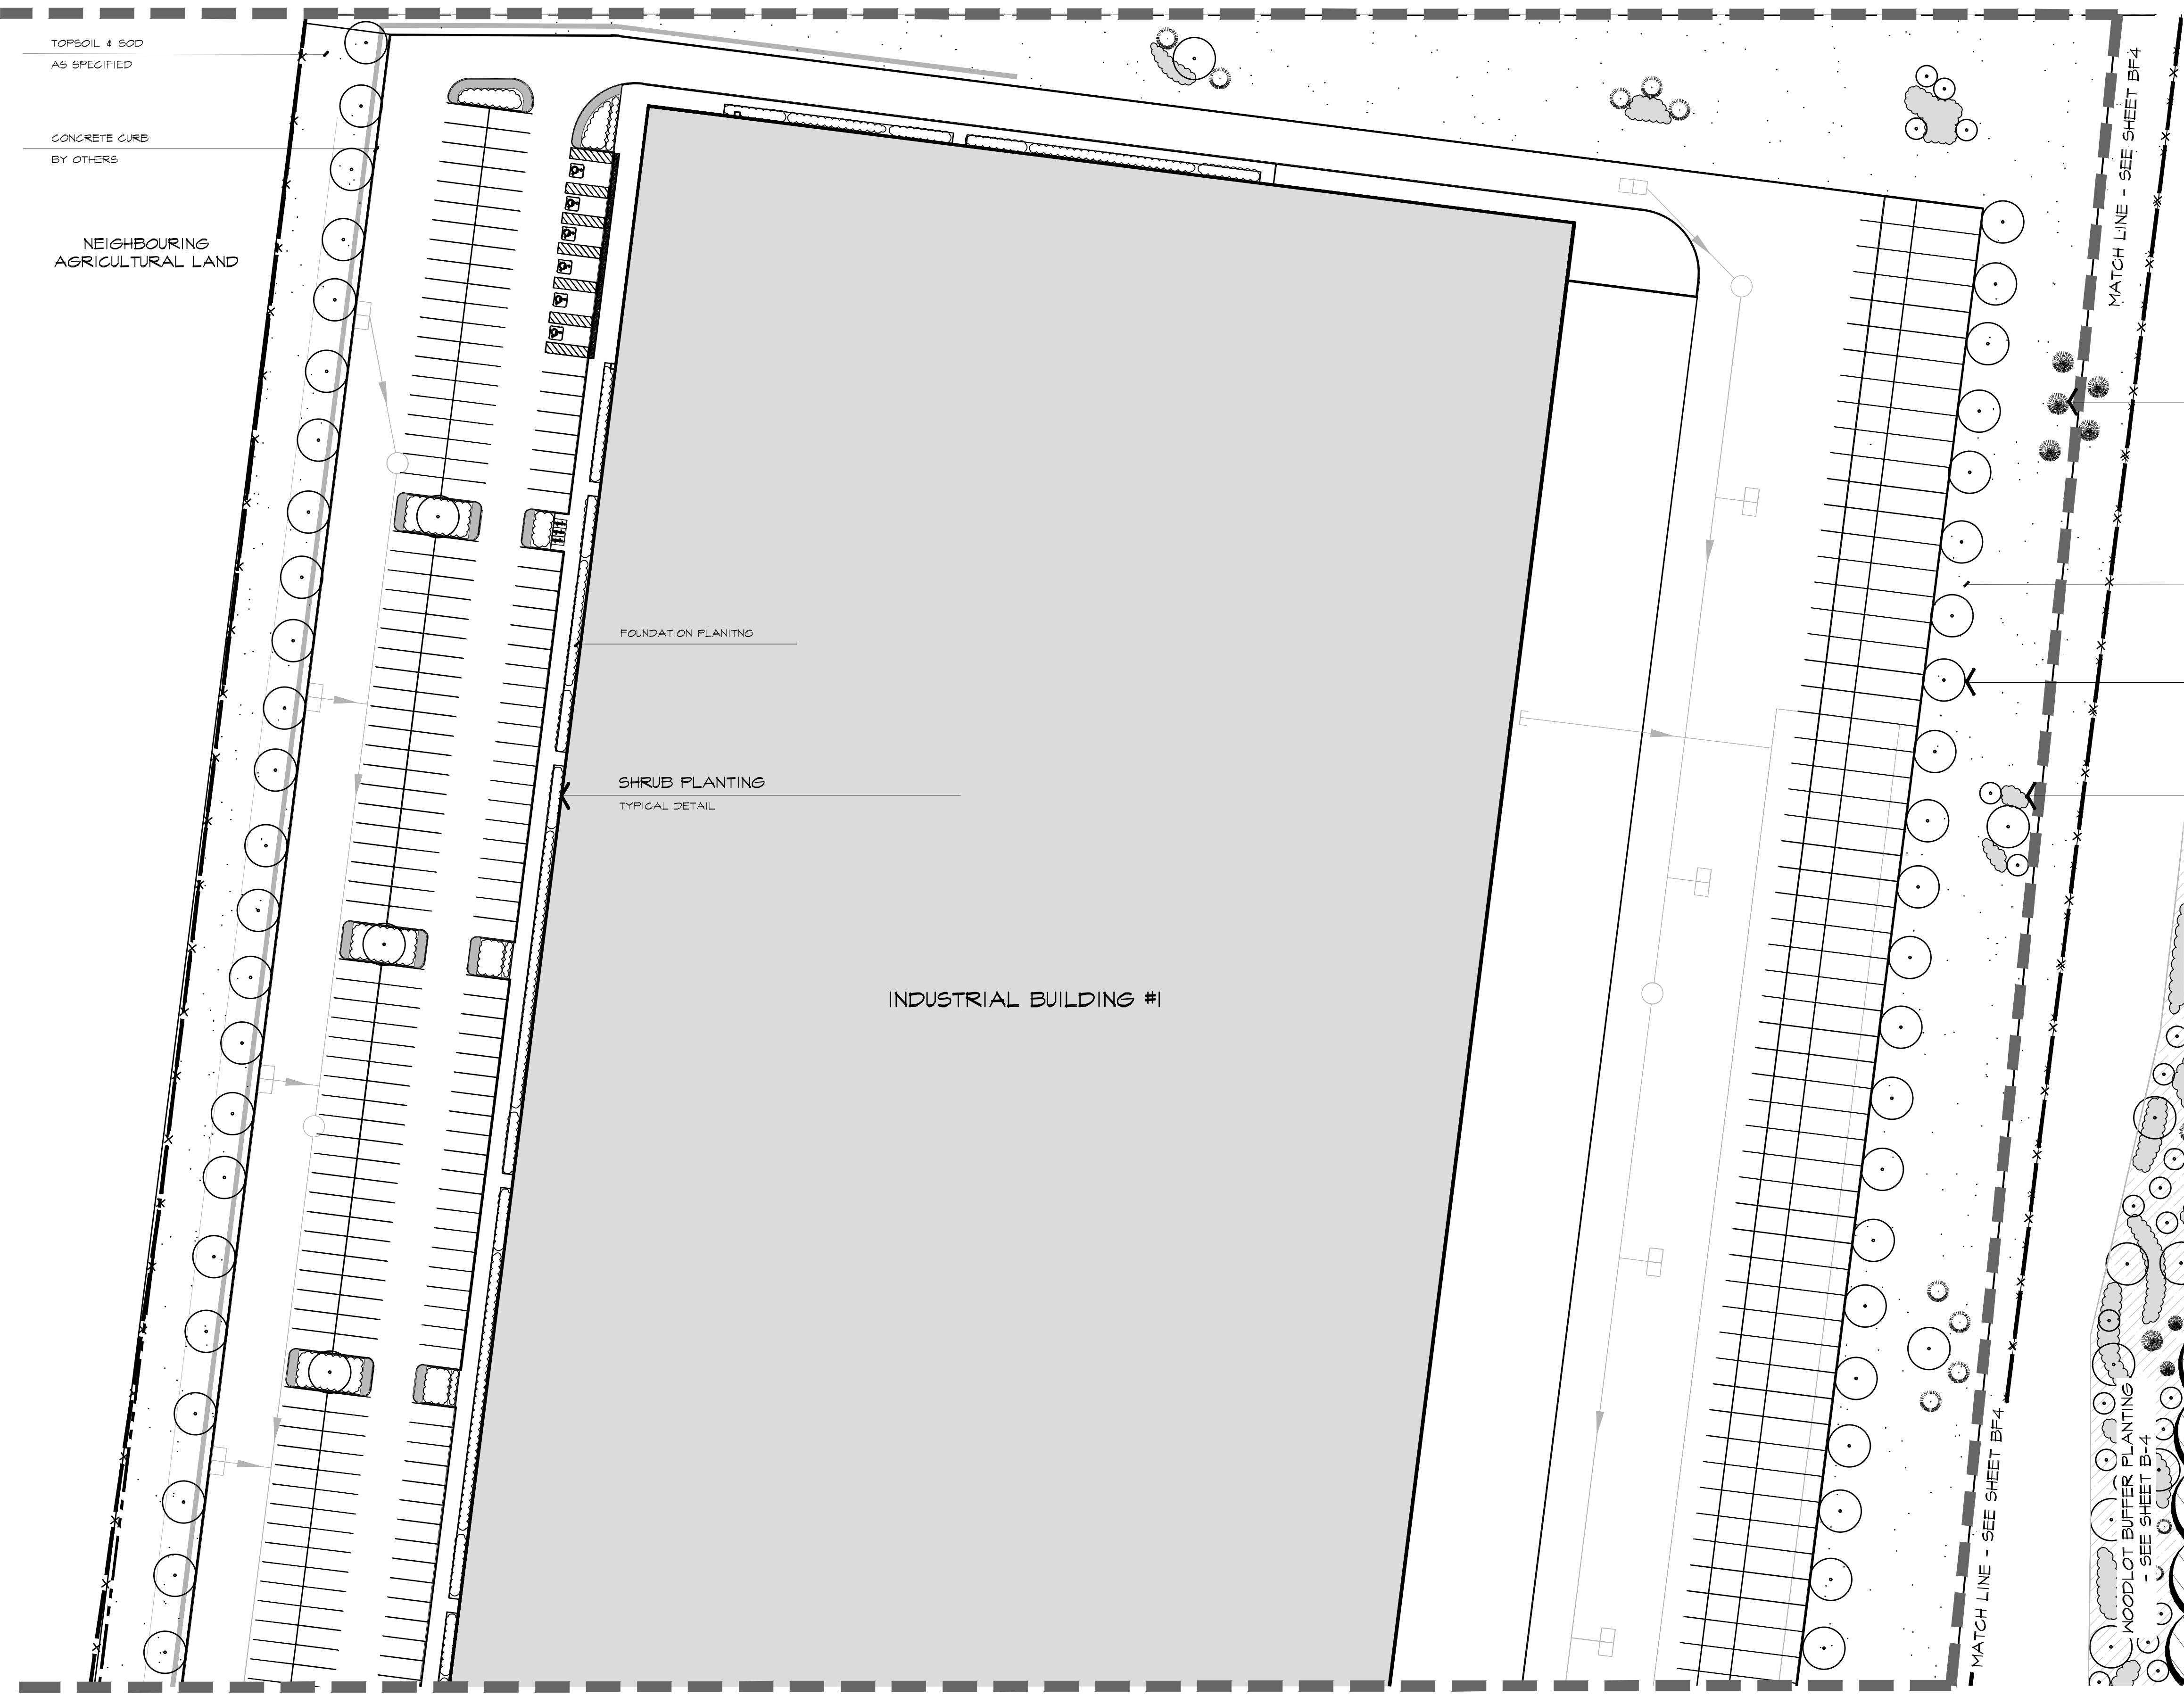 TOPSOIL & SOD
AS SPECIFIED
CONCRETE CURB
BY OTHERS
NEIGHBOURING
AGRICULTURAL LAND
MATCH LINE - SEE SHEET BF4
FOUNDATION PLANITNG
SHRUB PLANTING
TYPICAL DETAIL
INDUSTRIAL BUILDING #1
MATCH LINE - SEE SHEET BF4
WOODLOT BUFFER PLANTING
- SEE SHEET B-4